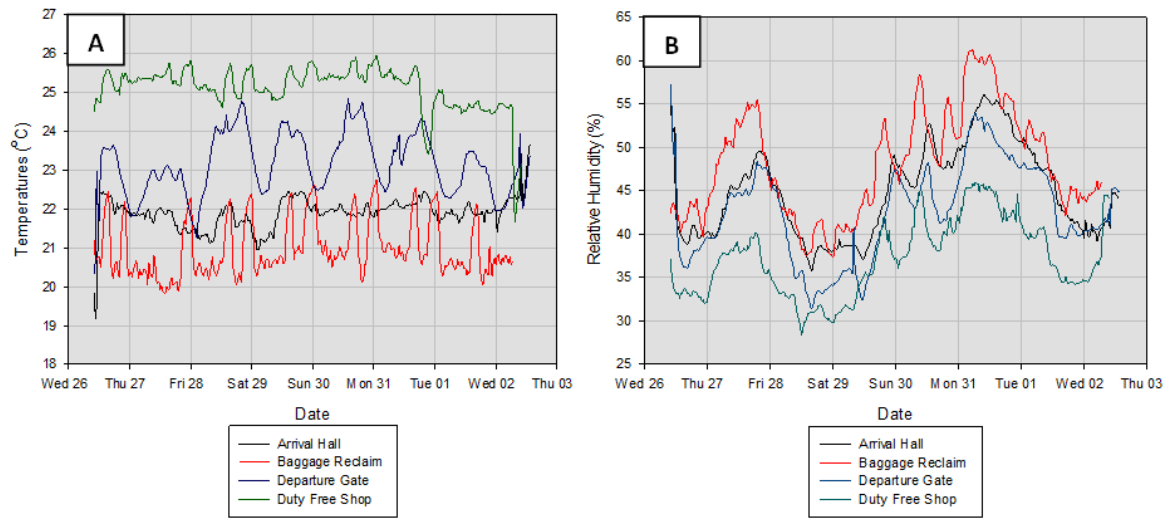 A
27
26
25
24
23
22
21
20
19
18
Temperatures (°C)
Wed 26 Thu 27 Fri 28 Sat 29 Sun 30 Mon 31 Tue 01 Wed 02 Thu 03
Date
Arrival Hall
Baggage Reclaim
Departure Gate
Duty Free Shop
B
65
60
55
50
45
40
35
30
25
Relative Humidity (%)
Wed 26 Thu 27 Fri 28 Sat 29 Sun 30 Mon 31 Tue 01 Wed 02 Thu 03
Date
Arrival Hall
Baggage Reclaim
Departure Gate
Duty Free Shop